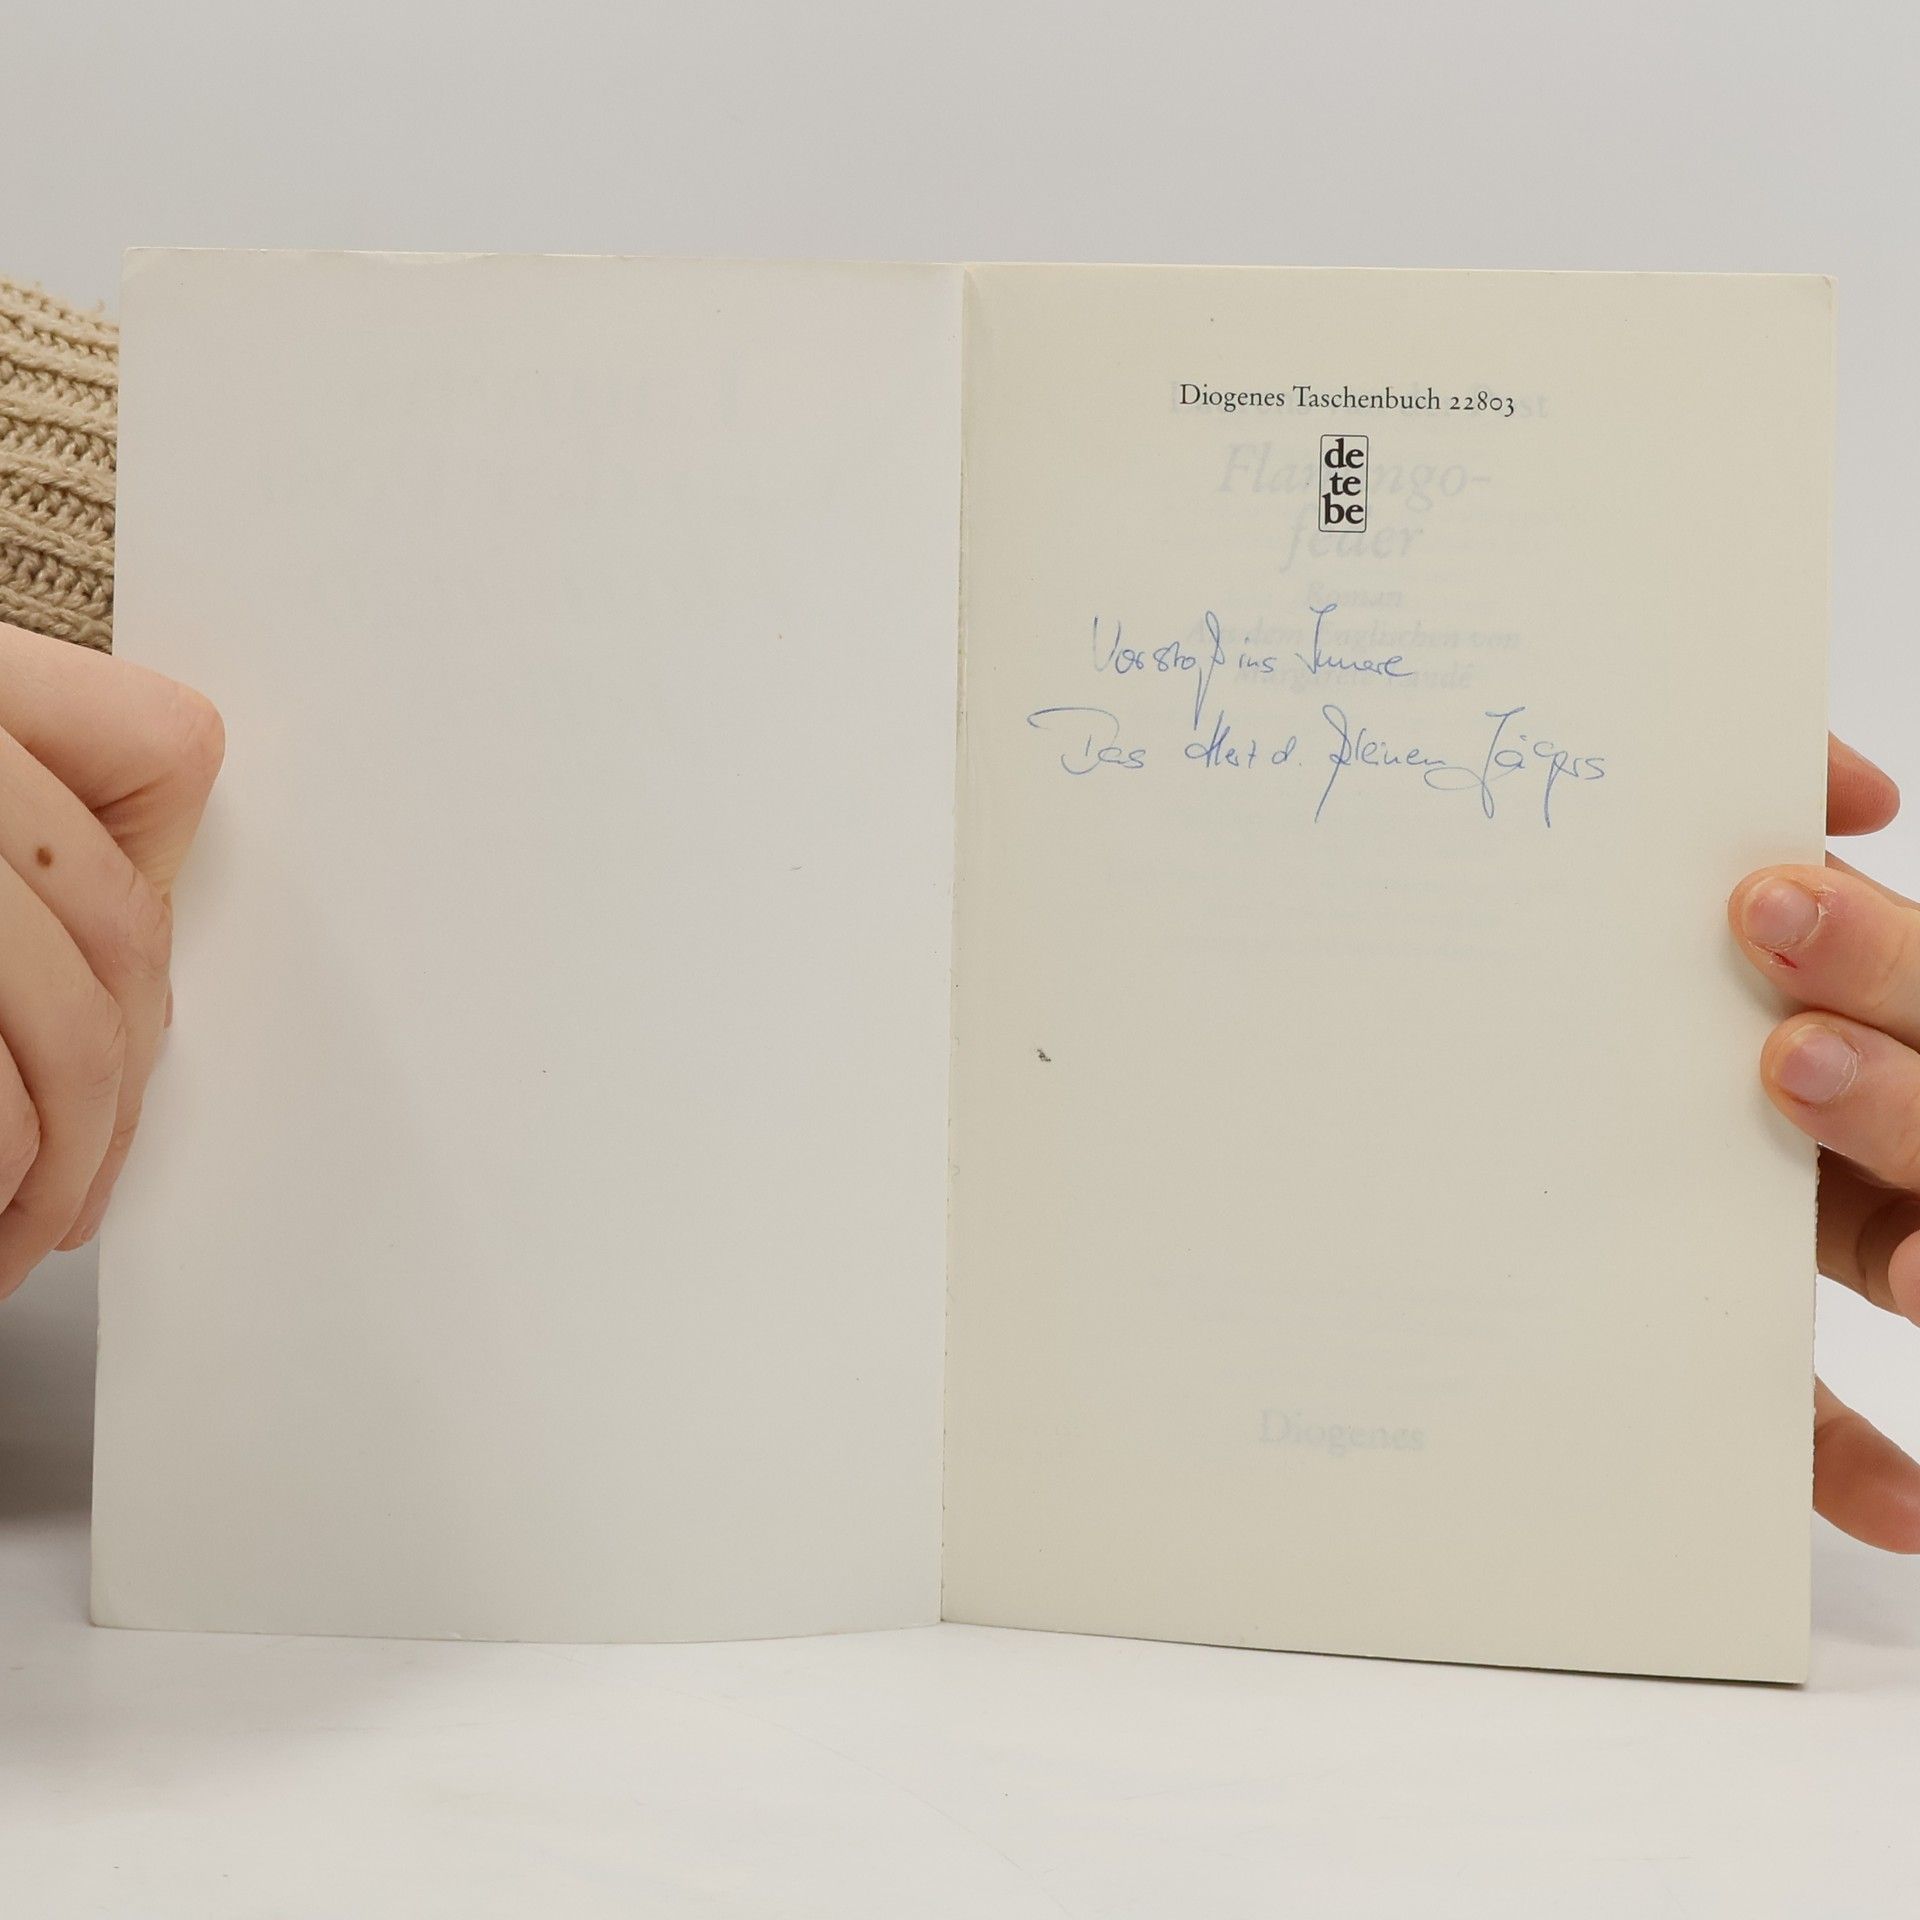 Diogenes Taschenbuch 22803
de
te
be
Flamingo-
feder
Roman
Aus dem Englischen von
Vorstoß ins Innere
Das Herz d. kleinen Jägers
Diogenes